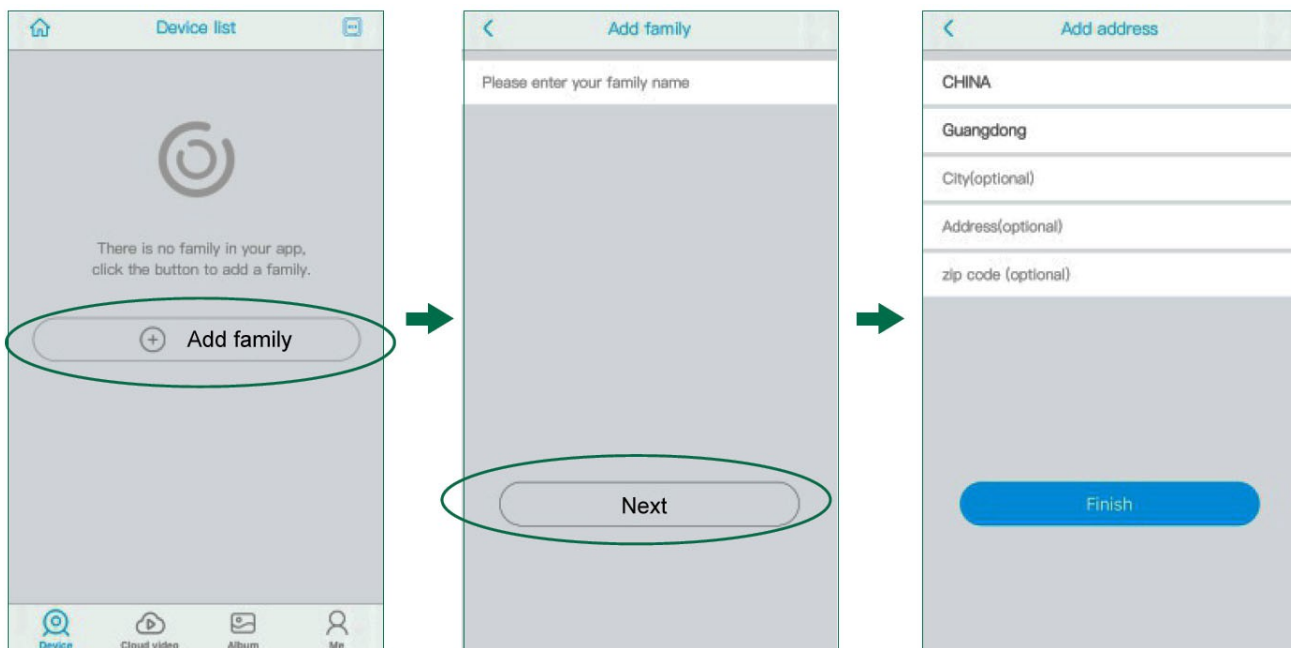 Device list
There is no family in your app,
click the button to add a family.
Add family
Device
Cloud video
Album
Me
Add family
Please enter your family name
Next
Add address
CHINA
Guangdong
City(optional)
Address(optional)
zip code (optional)
Finish